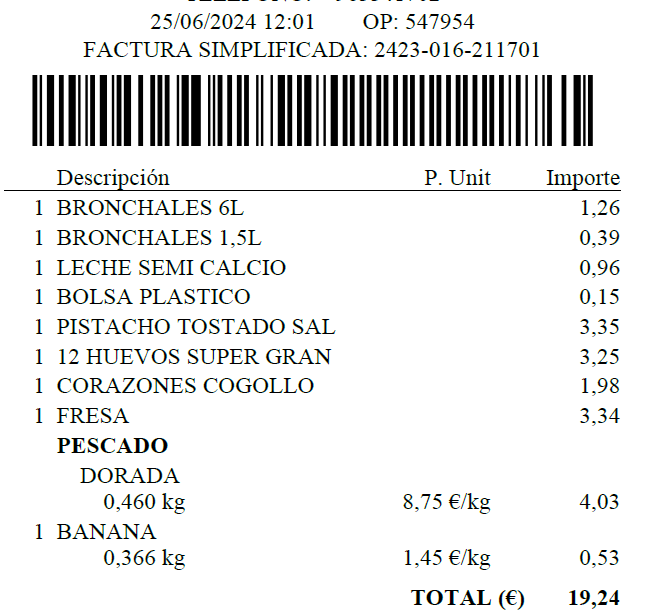 25/06/2024 12:01 OP: 547954
FACTURA SIMPLIFICADA: 2423-016-211701
Descripción P. Unit Importe
1 BRONCHALES 6L 1,26
1 BRONCHALES 1,5L 0,39
1 LECHE SEMI CALCIO 0,96
1 BOLSA PLASTICO 0,15
1 PISTACHO TOSTADO SAL 3,35
1 12 HUEVOS SUPER GRAN 3,25
1 CORAZONES COGOLLO 1,98
1 FRESA 3,34
PESCADO
DORADA
0,460 kg 8,75 €/kg 4,03
1 BANANA
0,366 kg 1,45 €/kg 0,53
TOTAL (€) 19,24